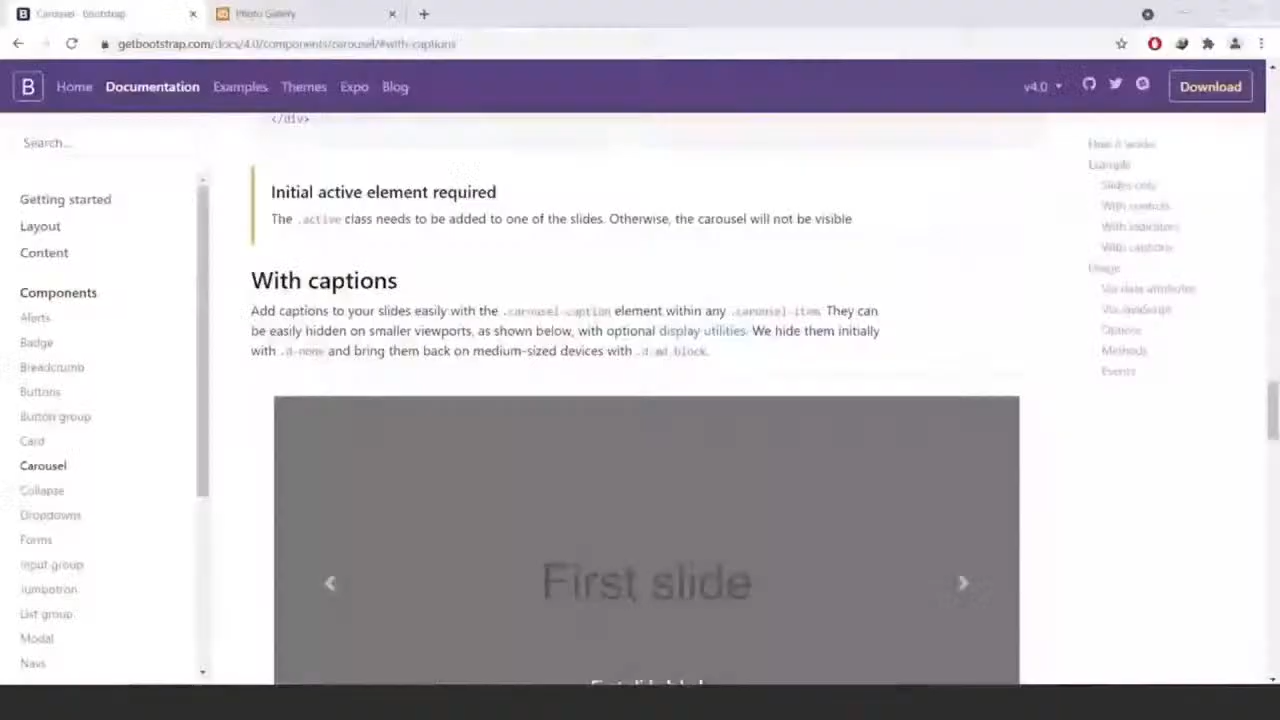 Carousel · Bootstrap
Photo Gallery
getbootstrap.com/docs/4.0/components/carousel/#with-captions
B Home Documentation Examples Themes Expo Blog v4.0 Download
</div>
Search...
Getting started
Layout
Content
Components
Alerts
Badge
Breadcrumb
Buttons
Button group
Card
Carousel
Collapse
Dropdowns
Forms
Input group
Jumbotron
List group
Modal
Navs
Initial active element required
The .active class needs to be added to one of the slides. Otherwise, the carousel will not be visible
With captions
Add captions to your slides easily with the .carousel-caption element within any .carousel-item. They can
be easily hidden on smaller viewports, as shown below, with optional display utilities. We hide them initially
with .d-none and bring them back on medium-sized devices with .d-md-block.
First slide
How it works
Example
Slides only
With controls
With indicators
With captions
Usage
Via data attributes
Via JavaScript
Options
Methods
Events